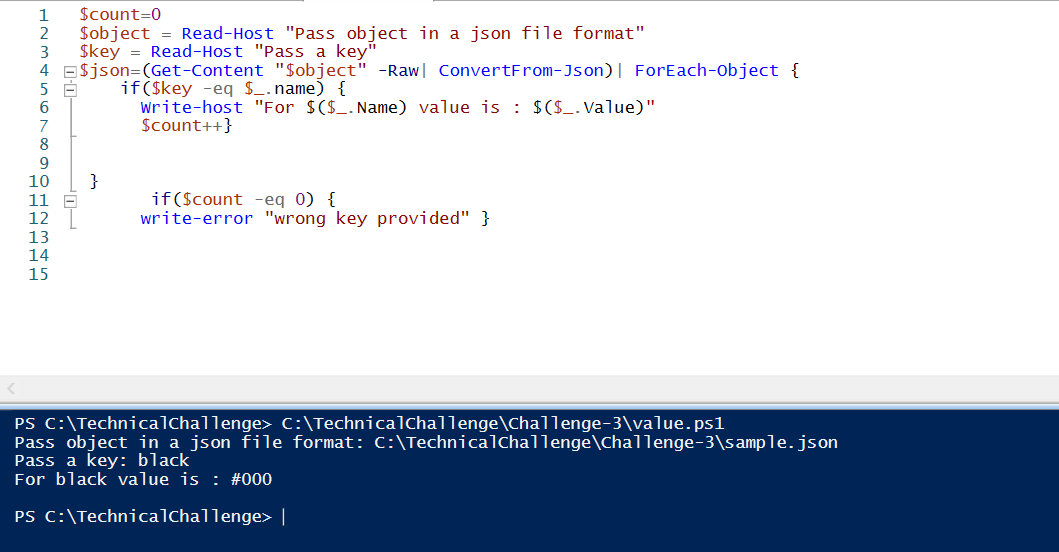 1 $count=0
2 $object = Read-Host "Pass object in a json file format"
3 $key = Read-Host "Pass a key"
4 $json=(Get-Content "$object" -Raw| ConvertFrom-Json)| ForEach-Object {
5 if($key -eq $_.name) {
6 Write-host "For $($_.Name) value is : $($_.Value)"
7 $count++}
8
9
10 }
11 if($count -eq 0) {
12 write-error "wrong key provided" }
13
14
15
PS C:\TechnicalChallenge> C:\TechnicalChallenge\Challenge-3\value.ps1
Pass object in a json file format: C:\TechnicalChallenge\Challenge-3\sample.json
Pass a key: black
For black value is : #000
PS C:\TechnicalChallenge>